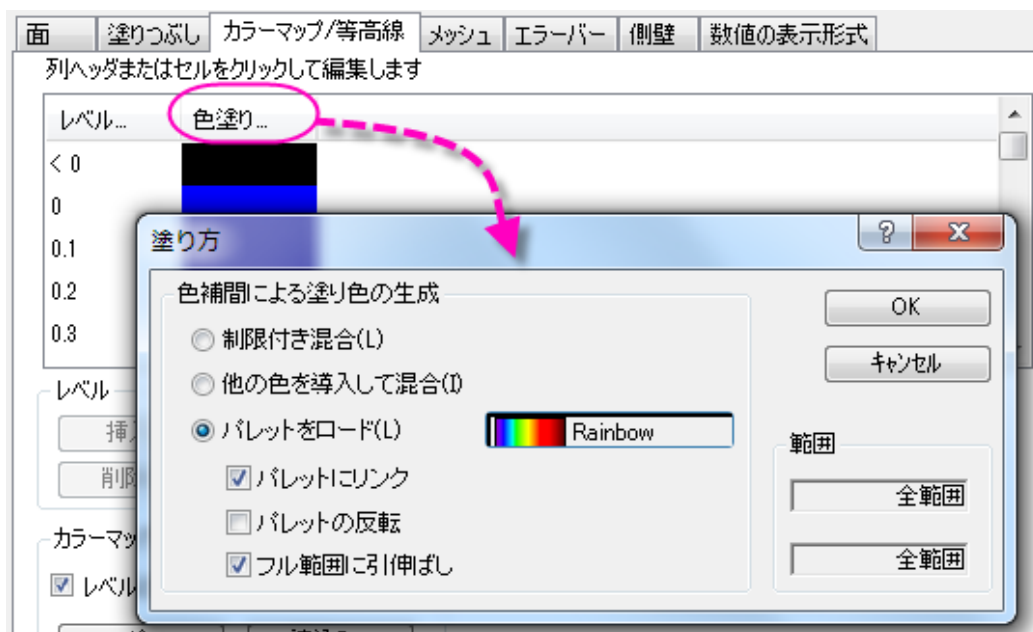 面 塗りつぶし カラーマップ/等高線 メッシュ エラーバー 側壁 数値の表示形式
列ヘッダまたはセルをクリックして編集します
レベル... 色塗り...
< 0
0
0.1
0.2
0.3
塗り方
色補間による塗り色の生成
制限付き混合(L)
他の色を導入して混合(I)
パレットをロード(L) Rainbow
パレットにリンク
パレットの反転
フル範囲に引伸ばし
OK
キャンセル
範囲
全範囲
全範囲
レベル
挿
削除
カラーマッ
レベル